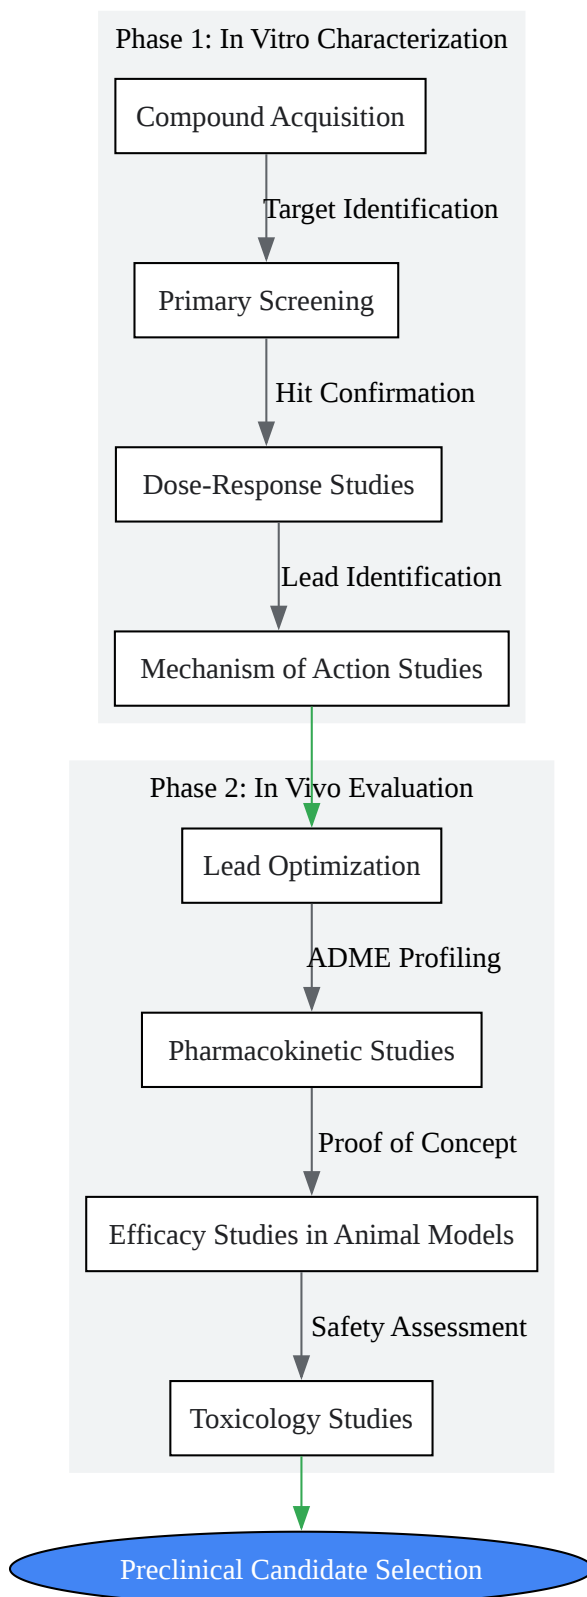 Phase 1: In Vitro Characterization
Compound Acquisition
Target Identification
Primary Screening
Hit Confirmation
Dose-Response Studies
Lead Identification
Mechanism of Action Studies
Phase 2: In Vivo Evaluation
Lead Optimization
ADME Profiling
Pharmacokinetic Studies
Proof of Concept
Efficacy Studies in Animal Models
Safety Assessment
Toxicology Studies
Preclinical Candidate Selection